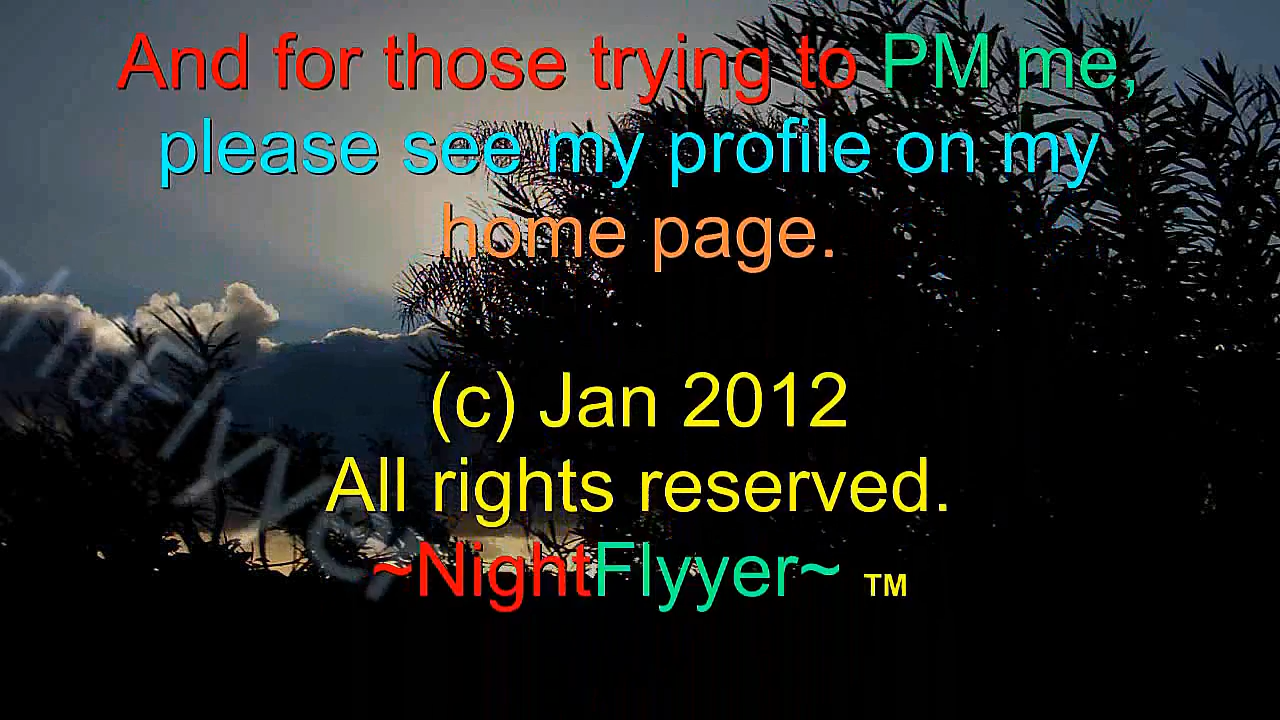 And for those trying to PM me,
please see my profile on my
home page.
(c) Jan 2012
All rights reserved.
~NightFlyyer~ TM